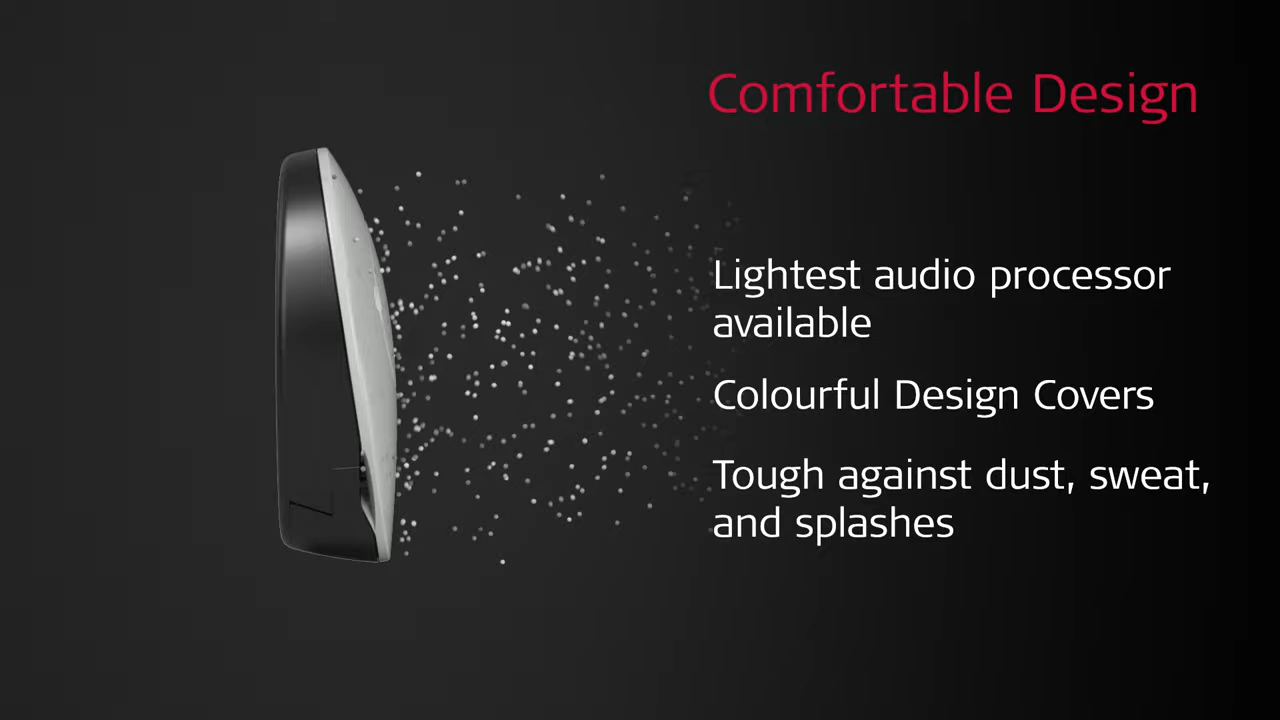 Comfortable Design
Lightest audio processor
available
Colourful Design Covers
Tough against dust, sweat,
and splashes